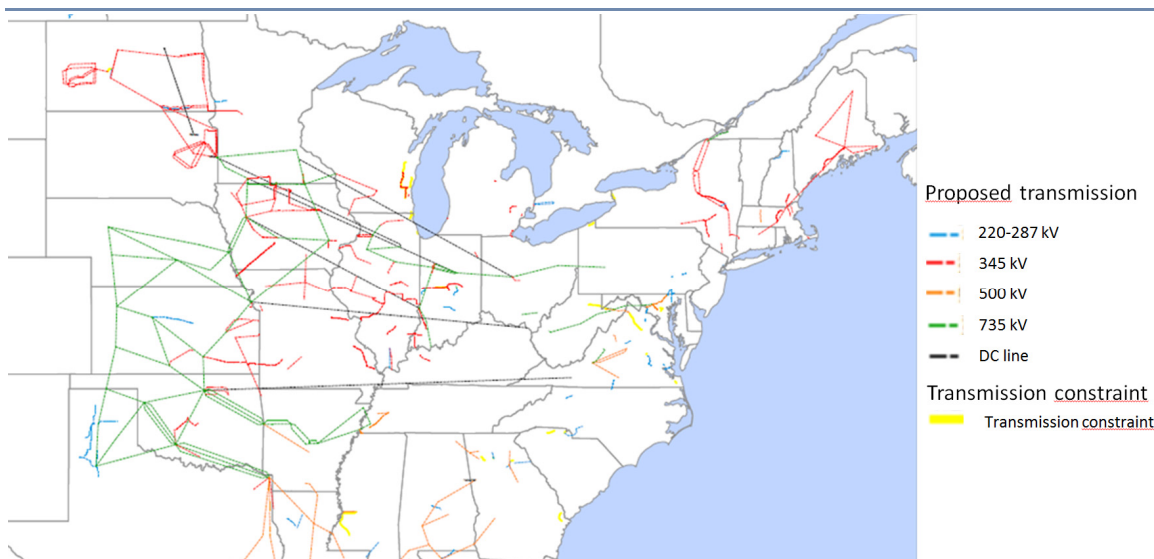 Proposed transmission
220-287 kV
345 kV
500 kV
735 kV
DC line
Transmission constraint
Transmission constraint